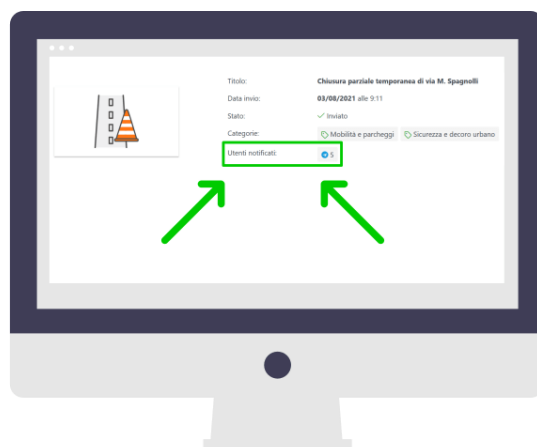 Titolo: Chiusura parziale temporanea di via M. Spagnolli
Data invio: 03/08/2021 alle 9:11
Stato: Inviato
Categorie: Mobilità e parcheggi Sicurezza e decoro urbano
Utenti notificati: 5